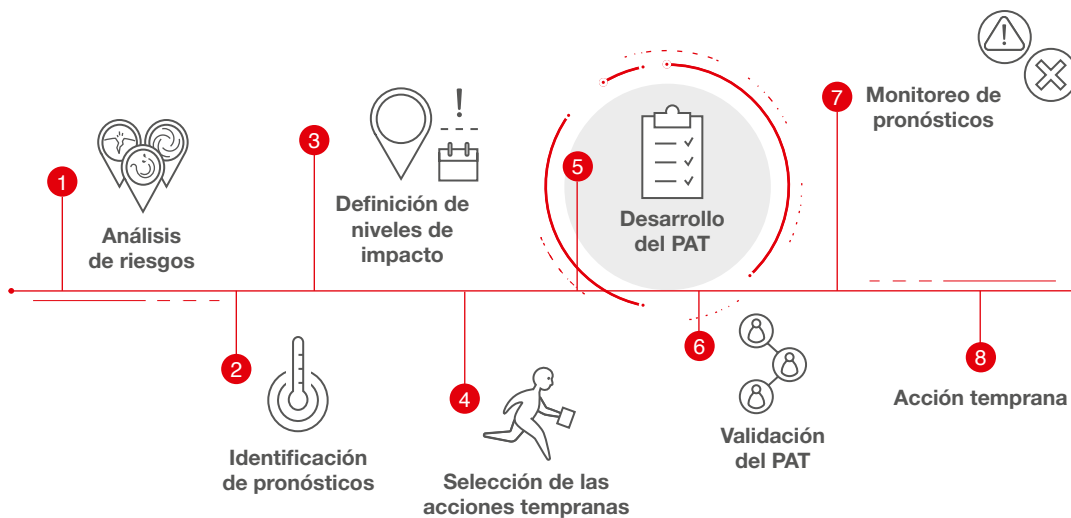 1
Análisis
de riesgos
2
Identificación
de pronósticos
3
Definición de
niveles de
impacto
4
Selección de las
acciones tempranas
5
Desarrollo
del PAT
6
Validación
del PAT
7
Monitoreo de
pronósticos
8
Acción temprana